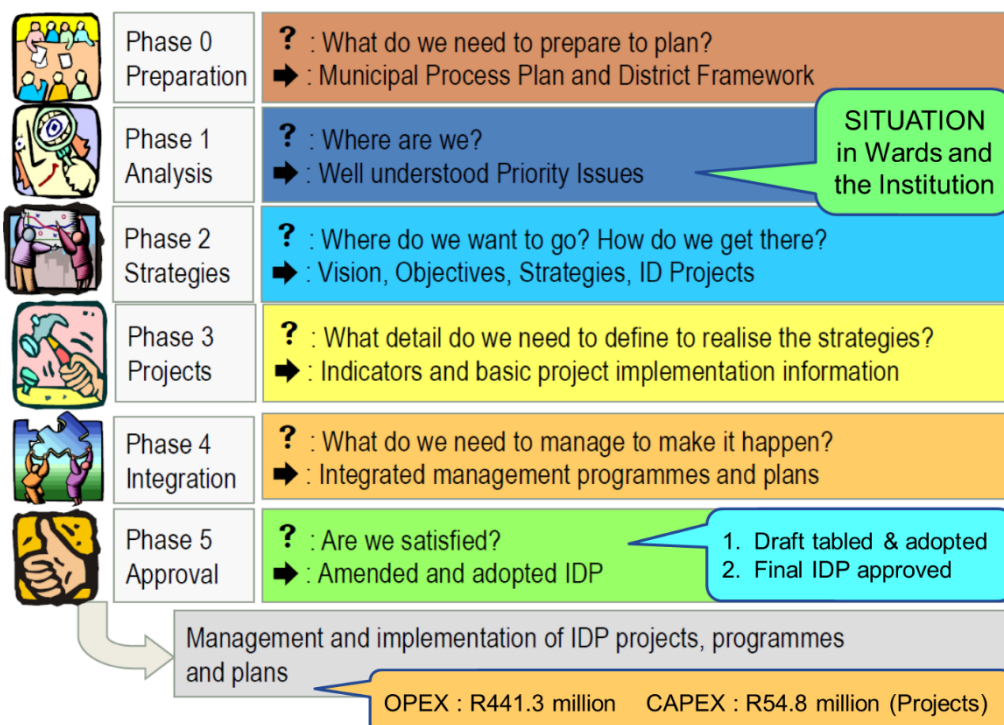 Phase 0
Preparation
? : What do we need to prepare to plan?
➡ : Municipal Process Plan and District Framework
Phase 1
Analysis
? : Where are we?
➡ : Well understood Priority Issues
SITUATION
in Wards and
the Institution
Phase 2
Strategies
? : Where do we want to go? How do we get there?
➡ : Vision, Objectives, Strategies, ID Projects
Phase 3
Projects
? : What detail do we need to define to realise the strategies?
➡ : Indicators and basic project implementation information
Phase 4
Integration
? : What do we need to manage to make it happen?
➡ : Integrated management programmes and plans
Phase 5
Approval
? : Are we satisfied?
➡ : Amended and adopted IDP
1. Draft tabled & adopted
2. Final IDP approved
Management and implementation of IDP projects, programmes
and plans
OPEX : R441.3 million CAPEX : R54.8 million (Projects)